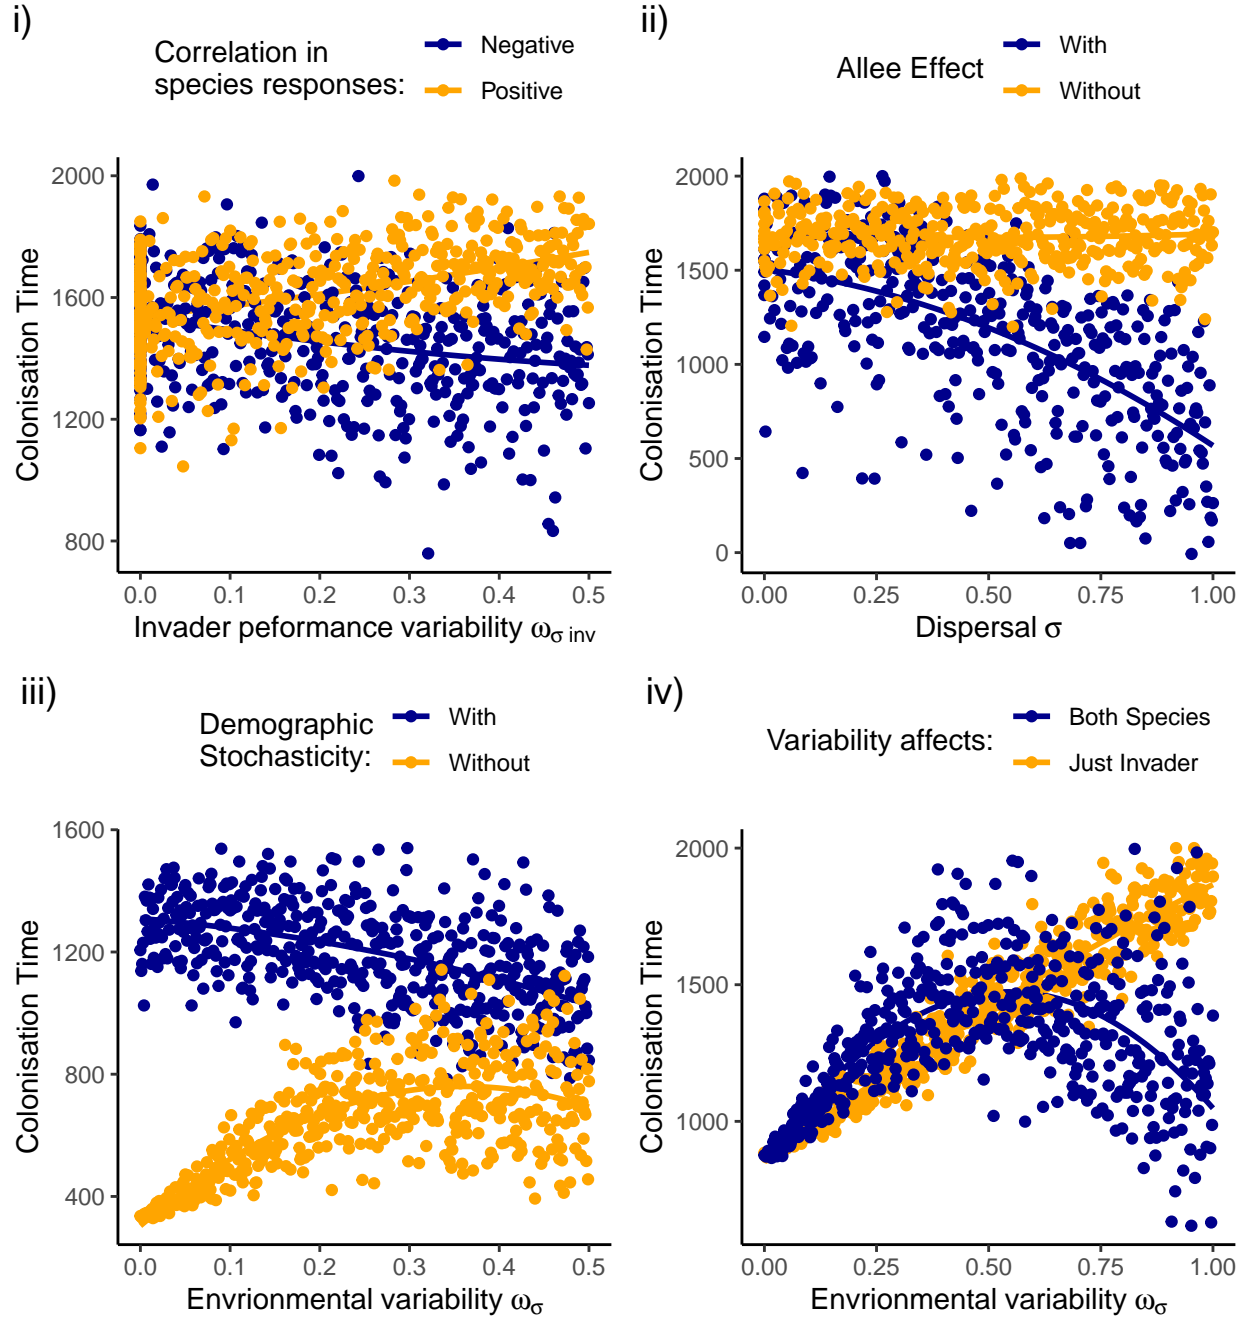 i)
Correlation in
species responses:
Negative
Positive
2000
1600
1200
800
Colonisation Time
0.0 0.1 0.2 0.3 0.4 0.5
Invader peformance variability ωσ inv
ii)
Allee Effect
With
Without
2000
1500
1000
500
0
Colonisation Time
0.00 0.25 0.50 0.75 1.00
Dispersal σ
iii)
Demographic
Stochasticity:
With
Without
1600
1200
800
400
Colonisation Time
0.0 0.1 0.2 0.3 0.4 0.5
Envrionmental variability ωσ
iv)
Variability affects:
Both Species
Just Invader
2000
1500
1000
Colonisation Time
0.00 0.25 0.50 0.75 1.00
Envrionmental variability ωσ